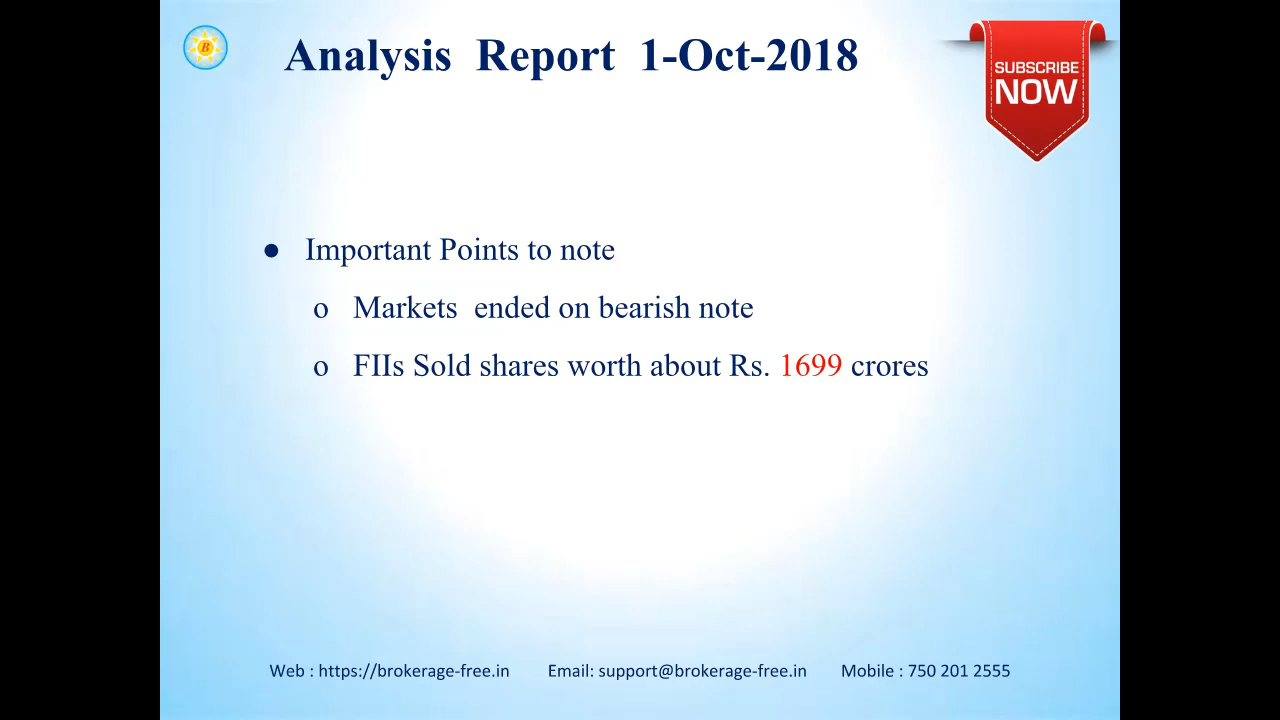 B
Analysis Report 1-Oct-2018
SUBSCRIBE
NOW
● Important Points to note
o Markets ended on bearish note
o FIIs Sold shares worth about Rs. 1699 crores
Web : https://brokerage-free.in Email: support@brokerage-free.in Mobile : 750 201 2555